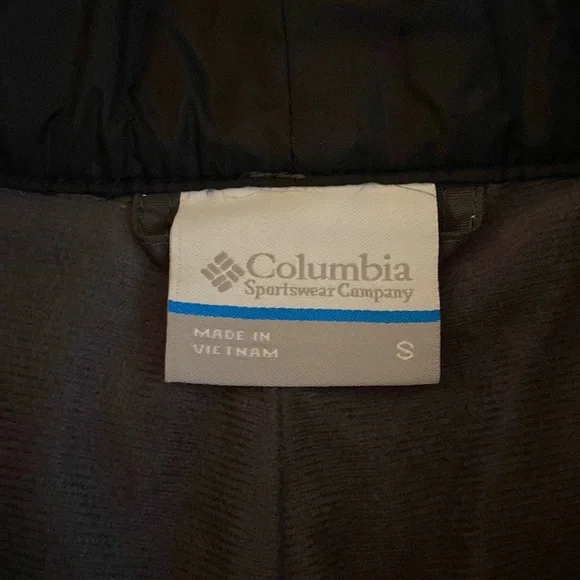 Columbia
Sportswear Company
MADE IN
VIETNAM
S